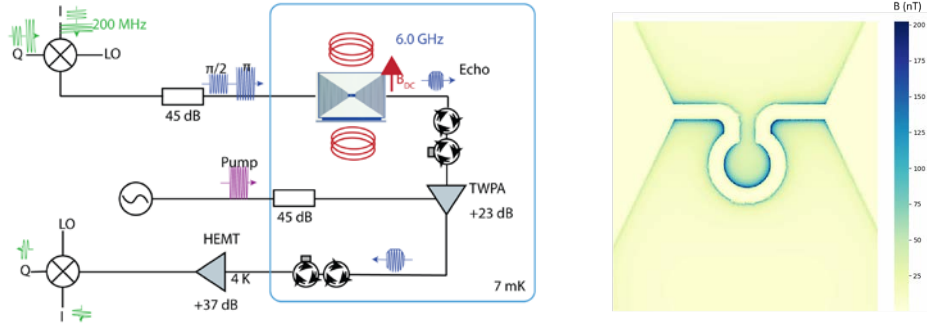 I
200 MHz
Q
LO
π/2
π
45 dB
6.0 GHz
B_DC
Echo
Pump
45 dB
TWPA
+23 dB
LO
HEMT
Q
4 K
+37 dB
I
7 mK
B (nT)
200
175
150
125
100
75
50
25